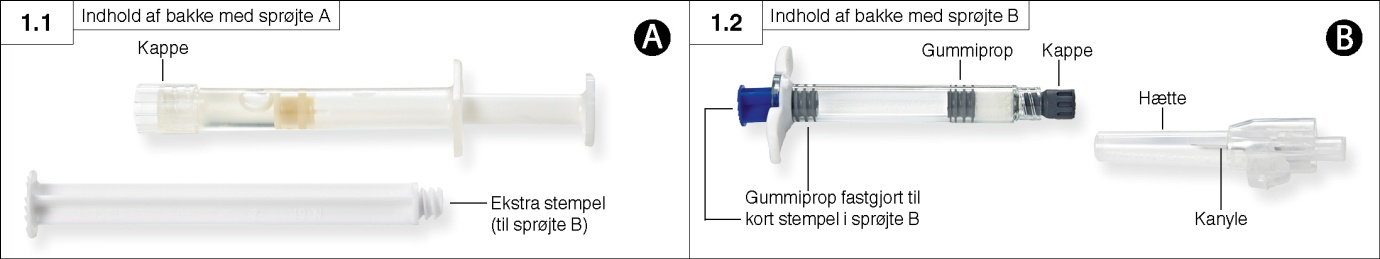 1.1
Indhold af bakke med sprøjte A
A
Kappe
Ekstra stempel
(til sprøjte B)
1.2
Indhold af bakke med sprøjte B
B
Gummiprop
Kappe
Hætte
Gummiprop fastgjort til
kort stempel i sprøjte B
Kanyle